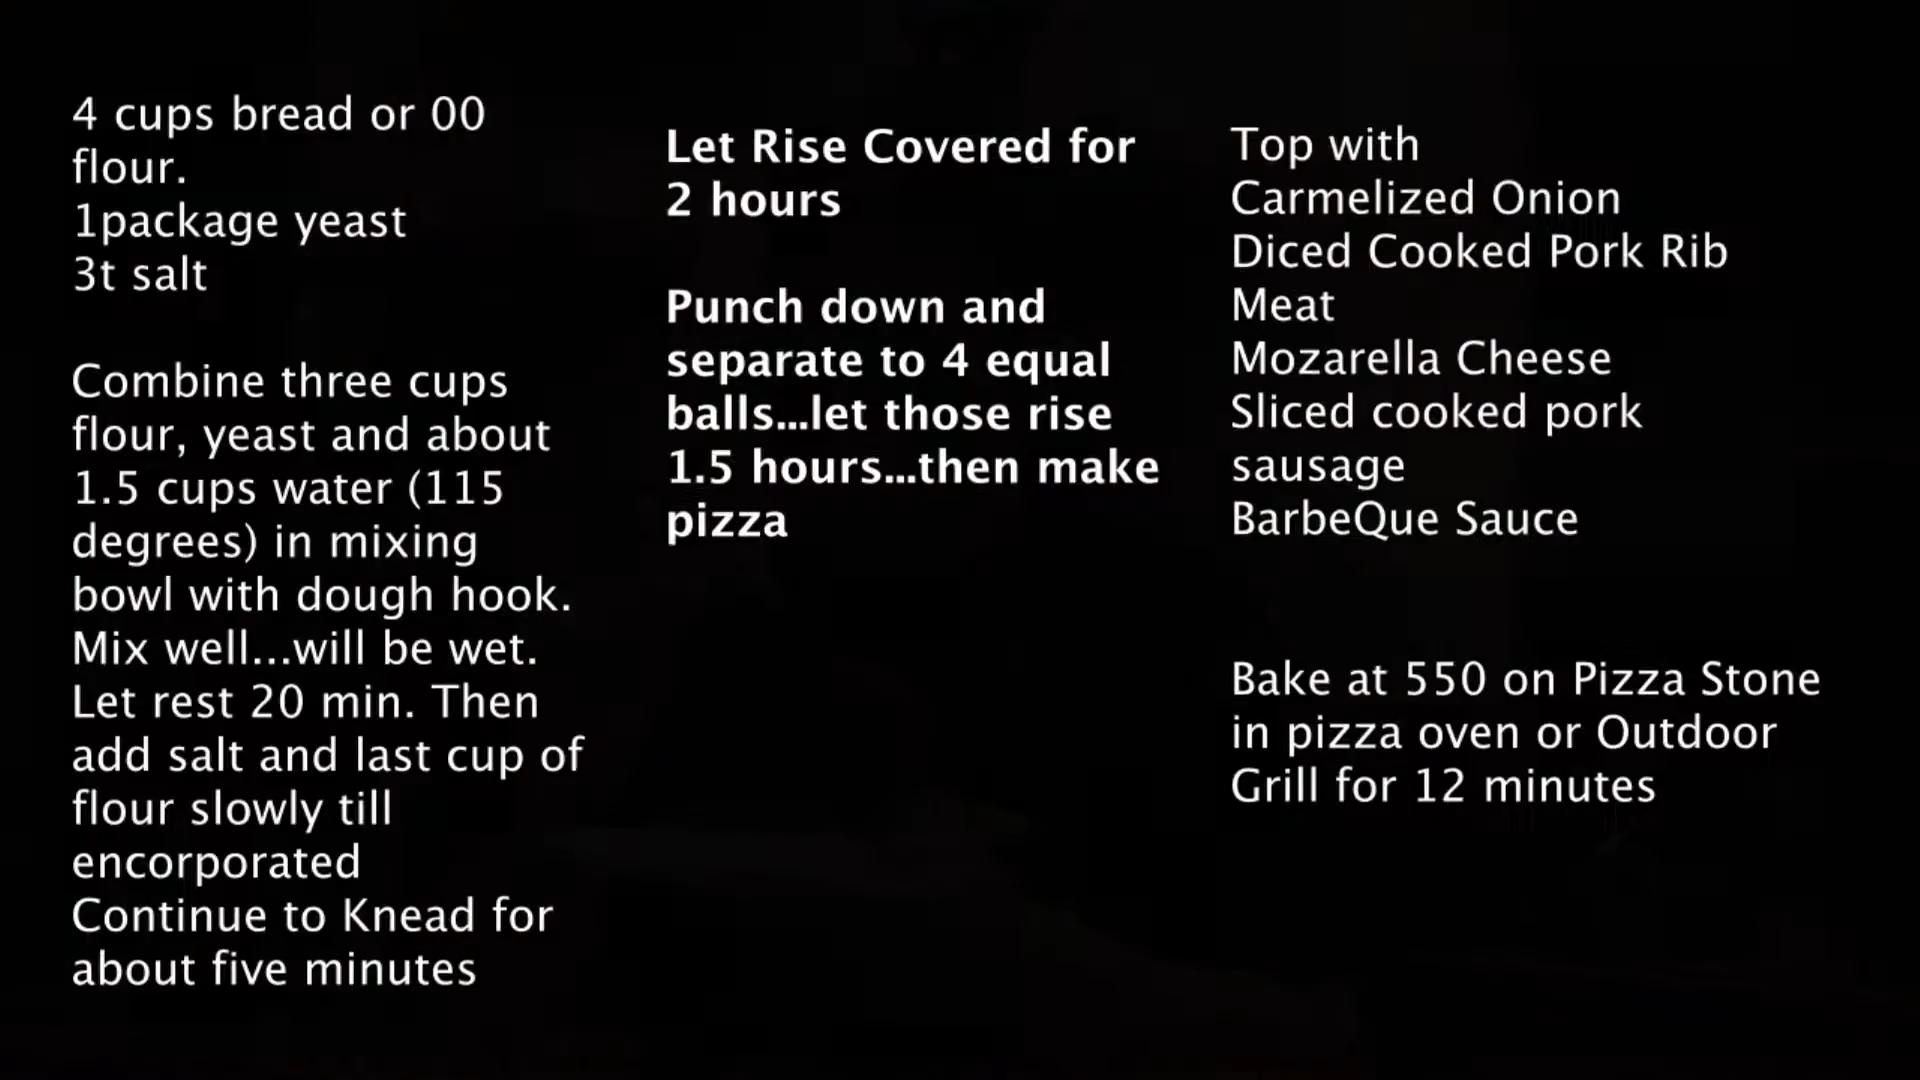 4 cups bread or 00
flour.
1package yeast
3t salt
Combine three cups
flour, yeast and about
1.5 cups water (115
degrees) in mixing
bowl with dough hook.
Mix well...will be wet.
Let rest 20 min. Then
add salt and last cup of
flour slowly till
encorporated
Continue to Knead for
about five minutes
Let Rise Covered for
2 hours
Punch down and
separate to 4 equal
balls...let those rise
1.5 hours...then make
pizza
Top with
Carmelized Onion
Diced Cooked Pork Rib
Meat
Mozarella Cheese
Sliced cooked pork
sausage
BarbeQue Sauce
Bake at 550 on Pizza Stone
in pizza oven or Outdoor
Grill for 12 minutes